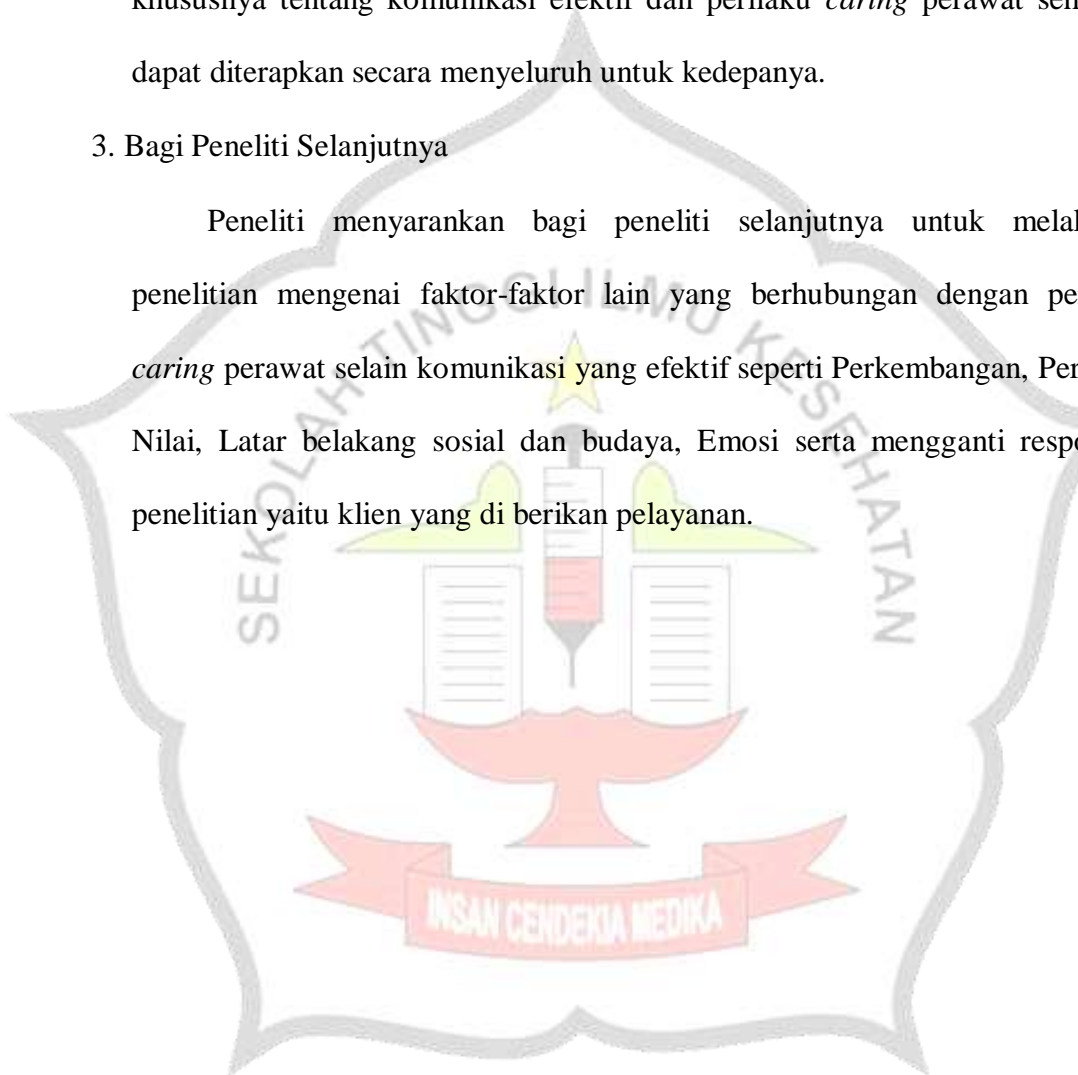 khususnya tentang komunikasi efektif dan perilaku caring perawat
dapat diterapkan secara menyeluruh untuk kedepanya.
3. Bagi Peneliti Selanjutnya
Peneliti menyarankan bagi peneliti selanjutnya untuk
penelitian mengenai faktor-faktor lain yang berhubungan dengan
caring perawat selain komunikasi yang efektif seperti Perkembangan,
Nilai, Latar belakang sosial dan budaya, Emosi serta mengganti
penelitian yaitu klien yang di berikan pelayanan.
SEKOLAH TINGGI ILMU KESEHATAN
INSAN CENDEKIA MEDIKA